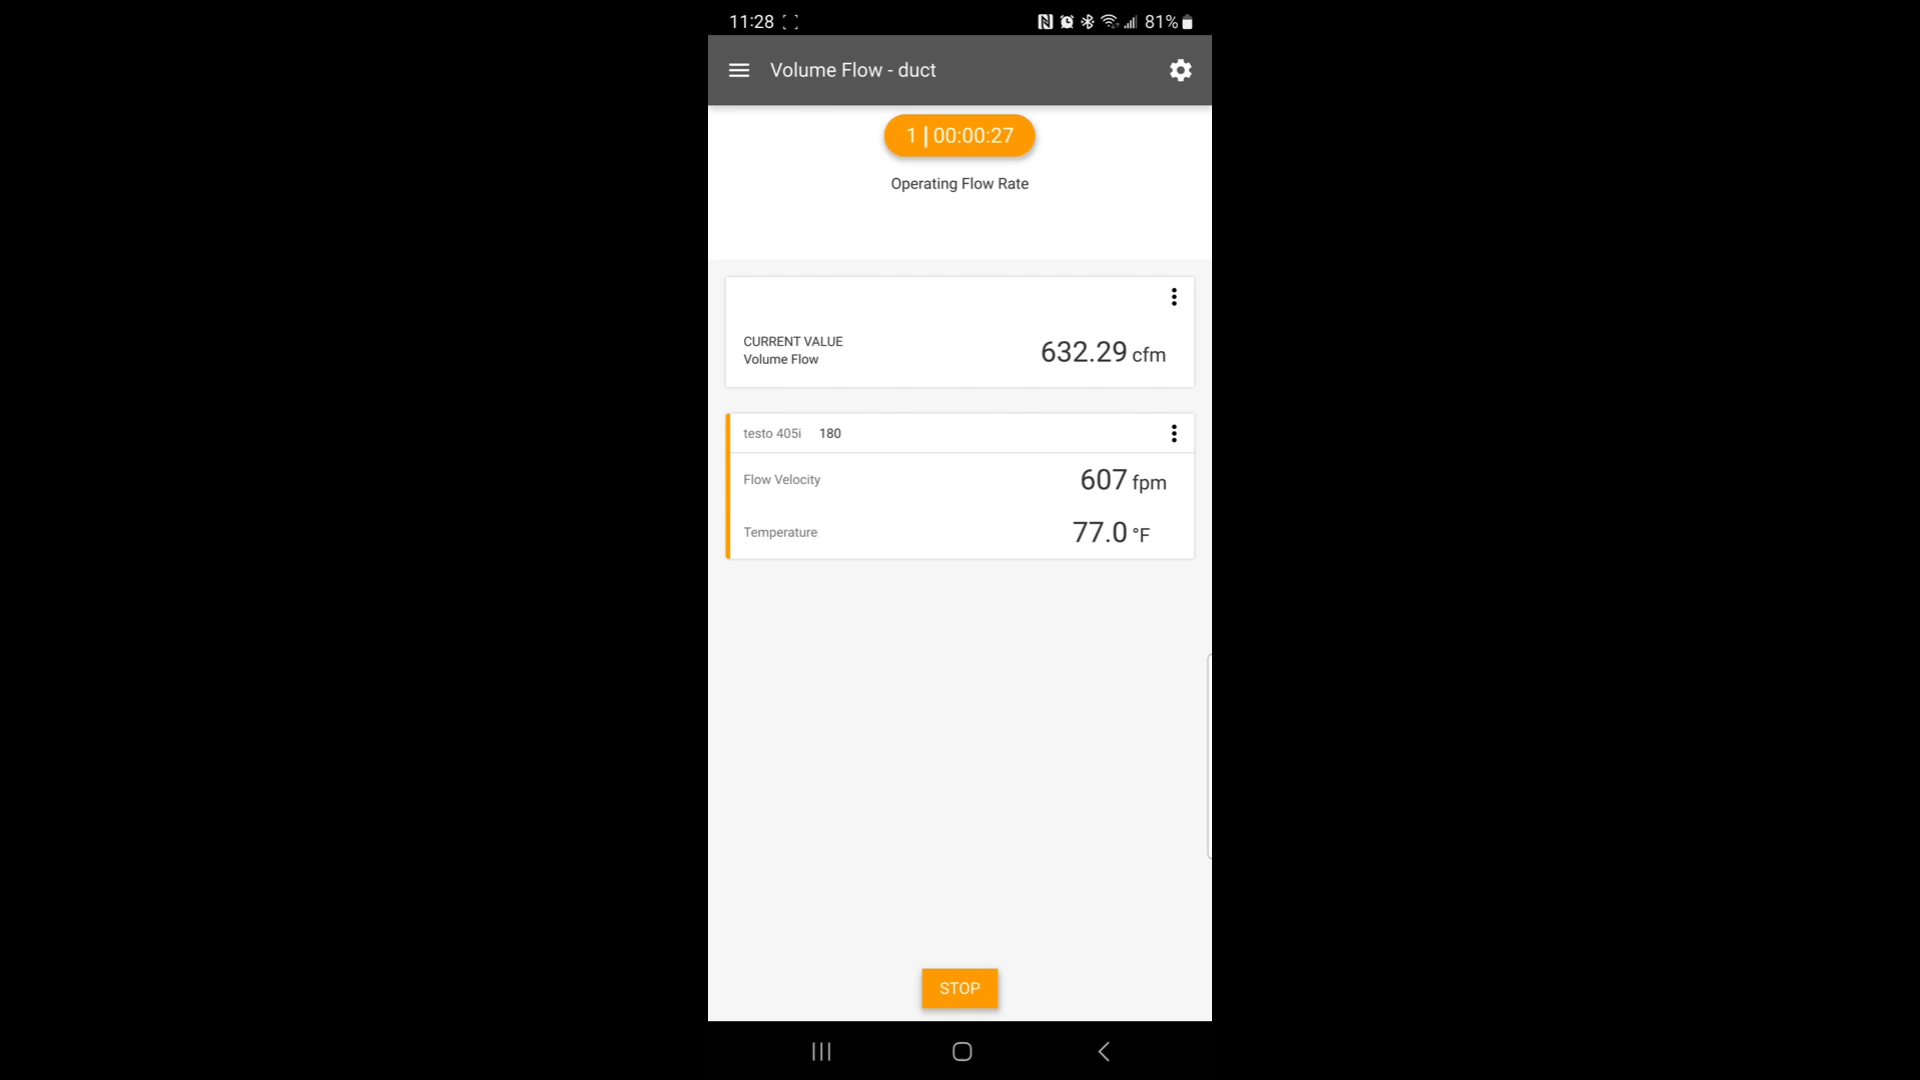 11:28 81%
Volume Flow - duct
1 | 00:00:27
Operating Flow Rate
CURRENT VALUE
Volume Flow 632.29 cfm
testo 405i 180
Flow Velocity 607 fpm
Temperature 77.0 °F
STOP